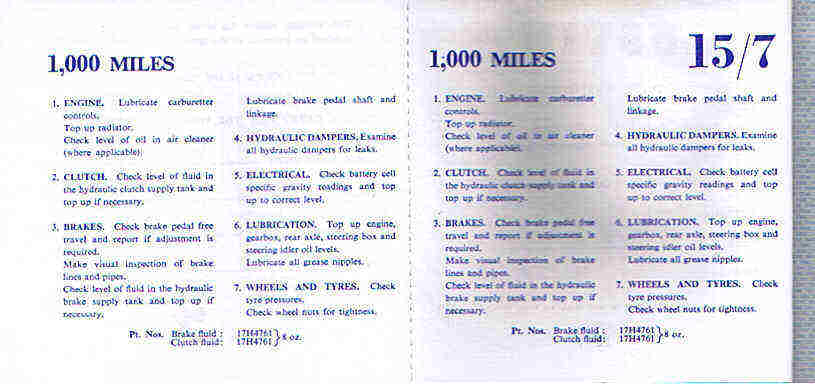 1,000 MILES
1. ENGINE. Lubricate carburetter
controls.
Top up radiator.
Check level of oil in air cleaner
(where applicable).
2. CLUTCH. Check level of fluid in
the hydraulic clutch supply tank and
top up if necessary.
3. BRAKES. Check brake pedal free
travel and report if adjustment is
required.
Make visual inspection of brake
lines and pipes.
Check level of fluid in the hydraulic
brake supply tank and top up if
necessary.
Lubricate brake pedal shaft and
linkage.
4. HYDRAULIC DAMPERS. Examine
all hydraulic dampers for leaks.
5. ELECTRICAL. Check battery cell
specific gravity readings and top
up to correct level.
6. LUBRICATION. Top up engine,
gearbox, rear axle, steering box and
steering idler oil levels.
Lubricate all grease nipples.
7. WHEELS AND TYRES. Check
tyre pressures.
Check wheel nuts for tightness.
Pt. Nos. Brake fluid : 17H4761 } 8 oz.
Clutch fluid: 17H4761
1,000 MILES
15/7
1. ENGINE. Lubricate carburetter
controls.
Top up radiator.
Check level of oil in air cleaner
(where applicable).
2. CLUTCH. Check level of fluid in
the hydraulic clutch supply tank and
top up if necessary.
3. BRAKES. Check brake pedal free
travel and report if adjustment is
required.
Make visual inspection of brake
lines and pipes.
Check level of fluid in the hydraulic
brake supply tank and top up if
necessary.
Lubricate brake pedal shaft and
linkage.
4. HYDRAULIC DAMPERS. Examine
all hydraulic dampers for leaks.
5. ELECTRICAL. Check battery cell
specific gravity readings and top
up to correct level.
6. LUBRICATION. Top up engine,
gearbox, rear axle, steering box and
steering idler oil levels.
Lubricate all grease nipples.
7. WHEELS AND TYRES. Check
tyre pressures.
Check wheel nuts for tightness.
Pt. Nos. Brake fluid : 17H4761 } 8 oz.
Clutch fluid: 17H4761